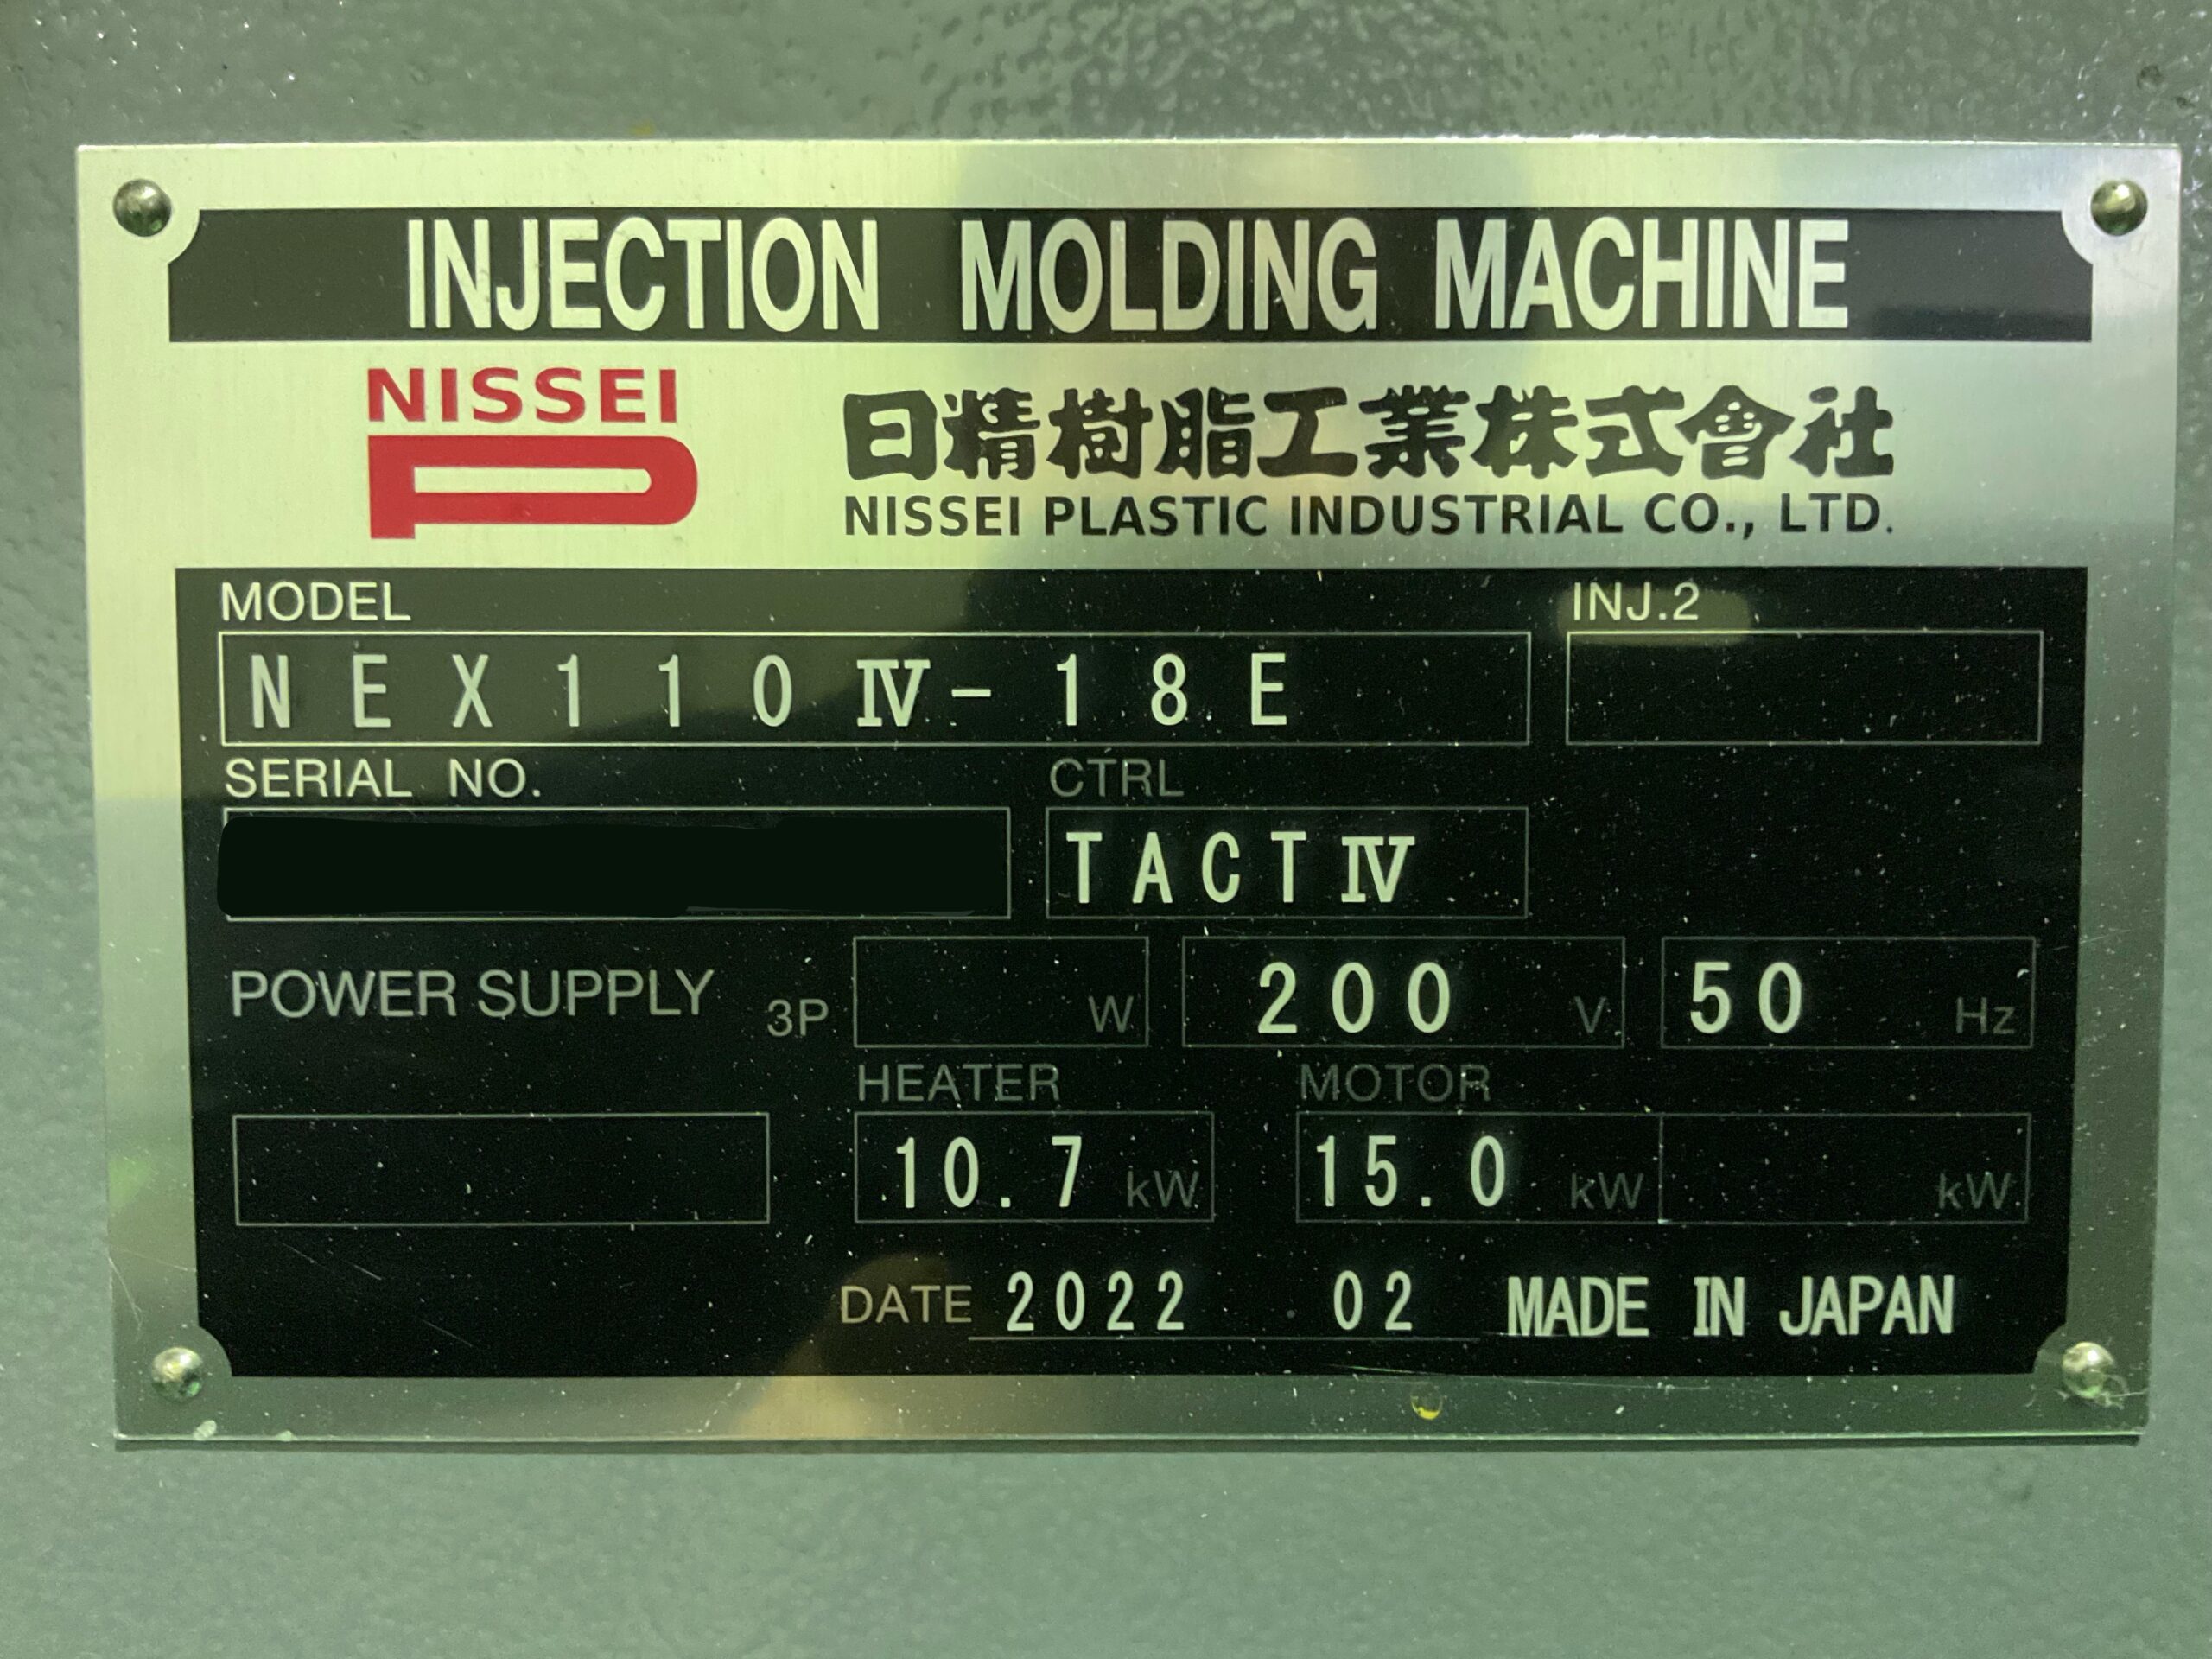 INJECTION MOLDING MACHINE
NISSEI
日精樹脂工業株式會社
NISSEI PLASTIC INDUSTRIAL CO., LTD.
MODEL INJ.2
NEX110Ⅳ-18E
SERIAL NO. CTRL
TACTⅣ
POWER SUPPLY 3P W 200 V 50 Hz
HEATER MOTOR
10.7 kW 15.0 kW kW
DATE 2022 02 MADE IN JAPAN